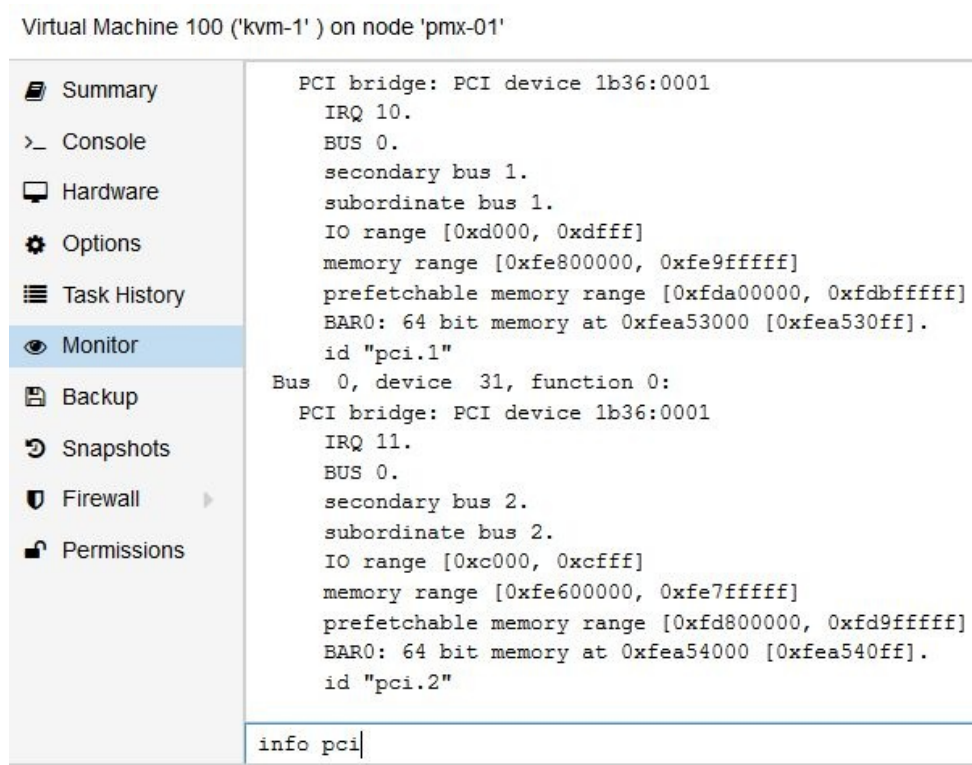 Virtual Machine 100 ('kvm-1' ) on node 'pmx-01'
Summary
Console
Hardware
Options
Task History
Monitor
Backup
Snapshots
Firewall
Permissions
PCI bridge: PCI device 1b36:0001
IRQ 10.
BUS 0.
secondary bus 1.
subordinate bus 1.
IO range [0xd000, 0xdfff]
memory range [0xfe800000, 0xfe9fffff]
prefetchable memory range [0xfda00000, 0xfdbfffff]
BAR0: 64 bit memory at 0xfea53000 [0xfea530ff].
id "pci.1"
Bus  0, device  31, function 0:
PCI bridge: PCI device 1b36:0001
IRQ 11.
BUS 0.
secondary bus 2.
subordinate bus 2.
IO range [0xc000, 0xcfff]
memory range [0xfe600000, 0xfe7fffff]
prefetchable memory range [0xfd800000, 0xfd9fffff]
BAR0: 64 bit memory at 0xfea54000 [0xfea540ff].
id "pci.2"
info pci